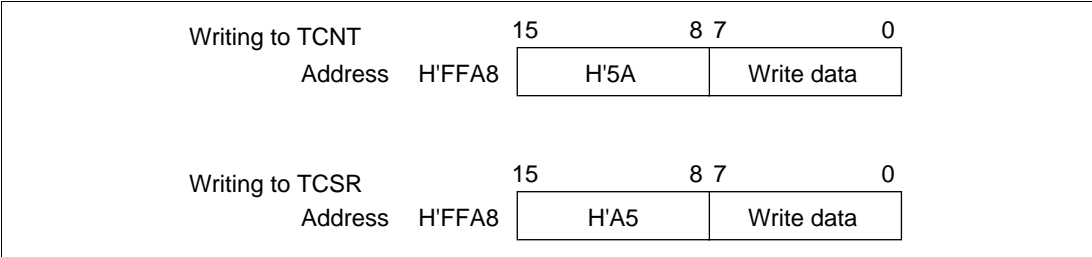 Writing to TCNT
15 8 7 0
Address H'FFA8 H'5A Write data
Writing to TCSR
15 8 7 0
Address H'FFA8 H'A5 Write data